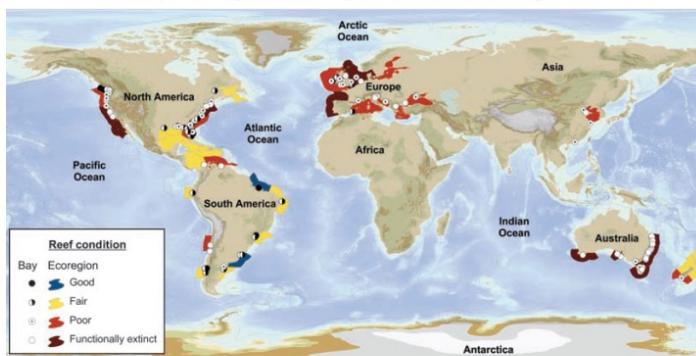 Arctic
Ocean
Asia
Europe
North America
Atlantic
Ocean
Africa
Pacific
Ocean
South America
Indian
Ocean
Australia
Reef condition
Bay Ecoregion
Good
Fair
Poor
Functionally extinct
Antarctica